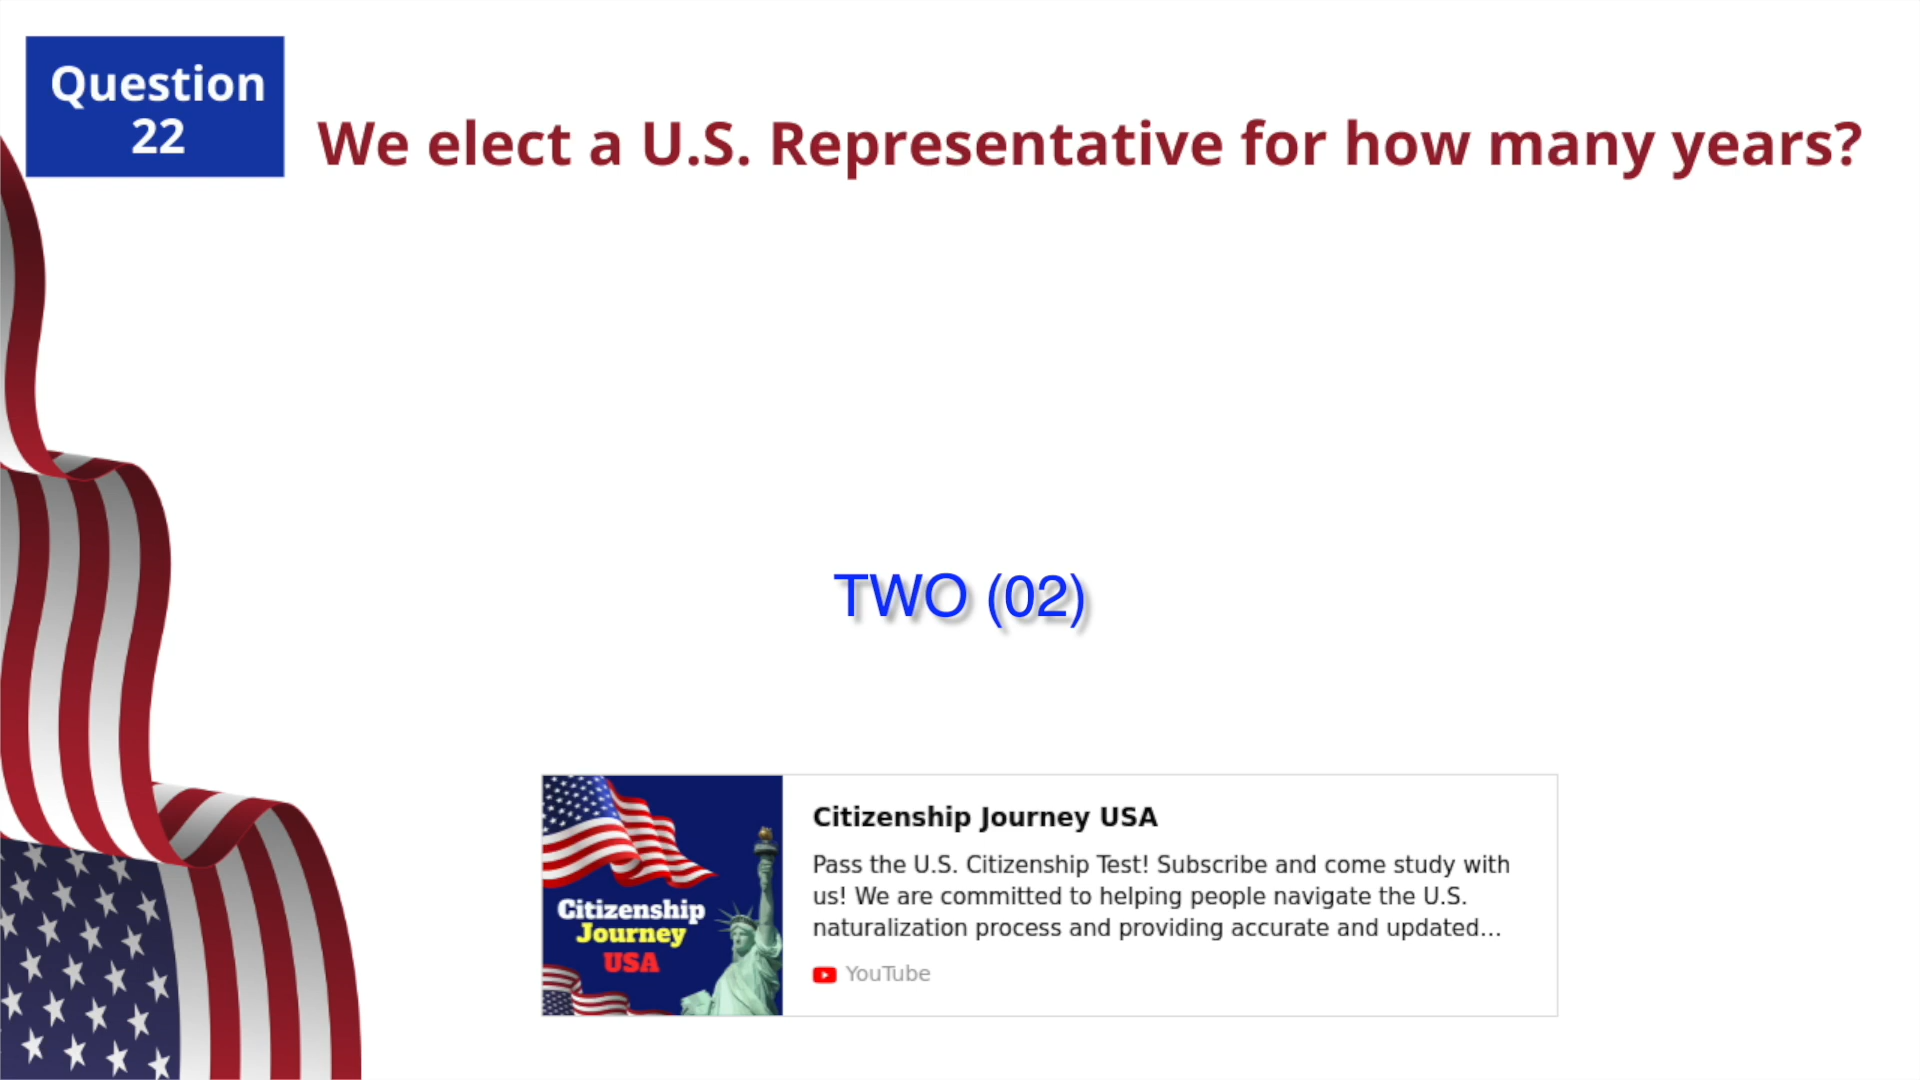 Question
22
We elect a U.S. Representative for how many years?
TWO (02)
Citizenship
Journey
USA
Citizenship Journey USA
Pass the U.S. Citizenship Test! Subscribe and come study with
us! We are committed to helping people navigate the U.S.
naturalization process and providing accurate and updated...
YouTube